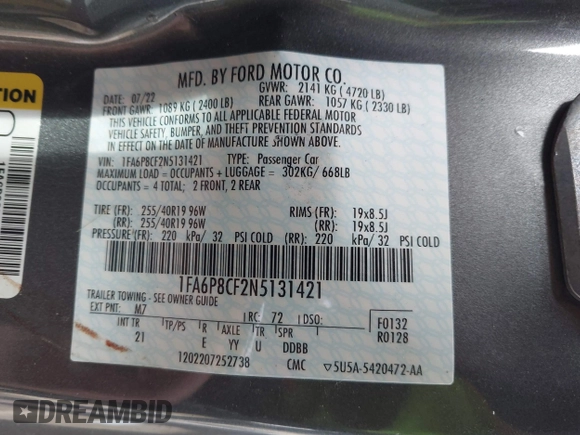 MFD. BY FORD MOTOR CO.
DATE: 07/22 GVWR: 2141 KG ( 4720 LB)
FRONT GAWR: 1089 KG ( 2400 LB) REAR GAWR: 1057 KG ( 2330 LB)
THIS VEHICLE CONFORMS TO ALL APPLICABLE FEDERAL MOTOR
VEHICLE SAFETY, BUMPER, AND THEFT PREVENTION STANDARDS
IN EFFECT ON THE DATE OF MANUFACTURE SHOWN ABOVE.
VIN: 1FA6P8CF2N5131421 TYPE: Passenger Car
MAXIMUM LOAD = OCCUPANTS + LUGGAGE = 302KG/ 668LB
OCCUPANTS = 4 TOTAL; 2 FRONT, 2 REAR
TIRE (FR): 255/40R19 96W RIMS (FR): 19x8.5J
(RR): 255/40R19 96W (RR): 19x8.5J
PRESSURE(FR): 220 kPa/ 32 PSI COLD (RR): 220 kPa/ 32 PSI COLD
1FA6P8CF2N5131421
TRAILER TOWING - SEE OWNER GUIDE
EXT PNT: M7 RC: 72 DSO: F0132
INT TR TP/PS R AXLE TR SPR R0128
21 E YY U DDBB
1202207252738 CMC ▽5U5A-5420472-AA
TION
DREAMBID